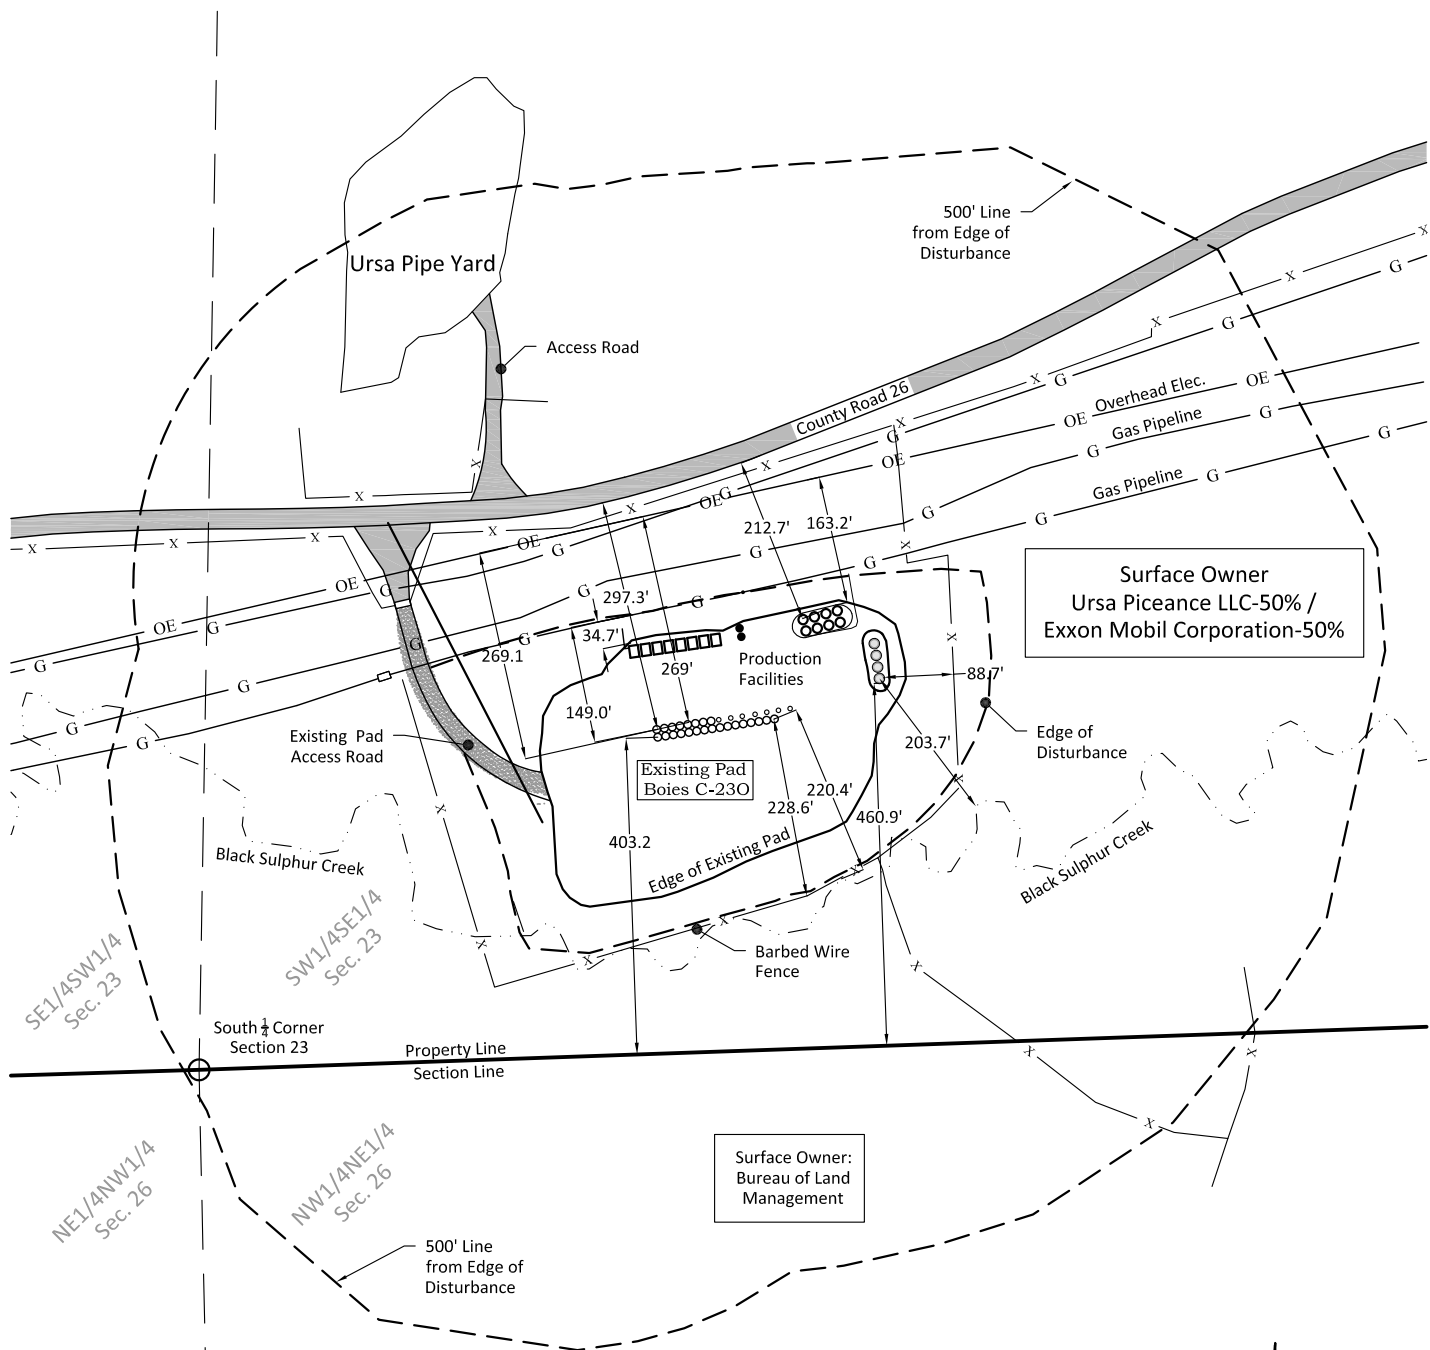 Ursa Pipe Yard
500' Line
from Edge of
Disturbance
Access Road
County Road 26
Overhead Elec.
Gas Pipeline
Gas Pipeline
X
X
G
X
G
X
G
OE
X
G
OE
G
G
X
G
G
OE
X
G
OE
G
X
X
X
X
X
X
X
OE
G
G
G
G
G
X
OE
G
G
G
G
G
OE
G
G
G
G
G
212.7'
163.2'
297.3'
34.7'
269.1
269'
149.0'
Production
Facilities
88.7'
203.7'
Surface Owner
Ursa Piceance LLC-50% /
Exxon Mobil Corporation-50%
Existing Pad
Access Road
Edge of
Disturbance
Existing Pad
Boies C-23O
220.4'
228.6'
460.9'
403.2
Edge of Existing Pad
Black Sulphur Creek
Black Sulphur Creek
X
X
X
X
X
X
X
Barbed Wire
Fence
SE1/4SW1/4
Sec. 23
SW1/4SE1/4
Sec. 23
South 1/4 Corner
Section 23
Property Line
Section Line
X
X
X
X
NE1/4NW1/4
Sec. 26
NW1/4NE1/4
Sec. 26
Surface Owner:
Bureau of Land
Management
500' Line
from Edge of
Disturbance